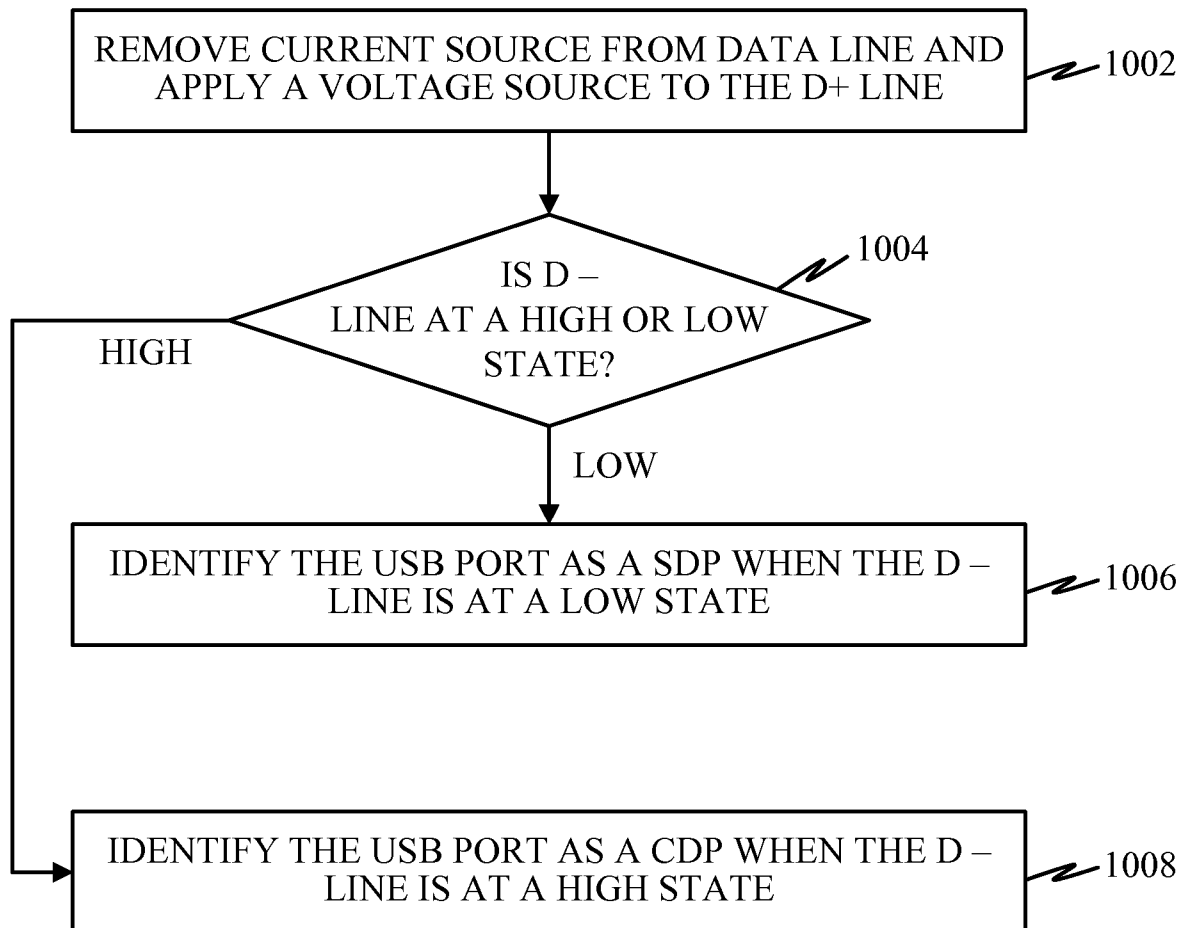 REMOVE CURRENT SOURCE FROM DATA LINE AND
APPLY A VOLTAGE SOURCE TO THE D+ LINE
1002
1004
IS D –
LINE AT A HIGH OR LOW
STATE?
HIGH
LOW
IDENTIFY THE USB PORT AS A SDP WHEN THE D –
LINE IS AT A LOW STATE
1006
IDENTIFY THE USB PORT AS A CDP WHEN THE D –
LINE IS AT A HIGH STATE
1008